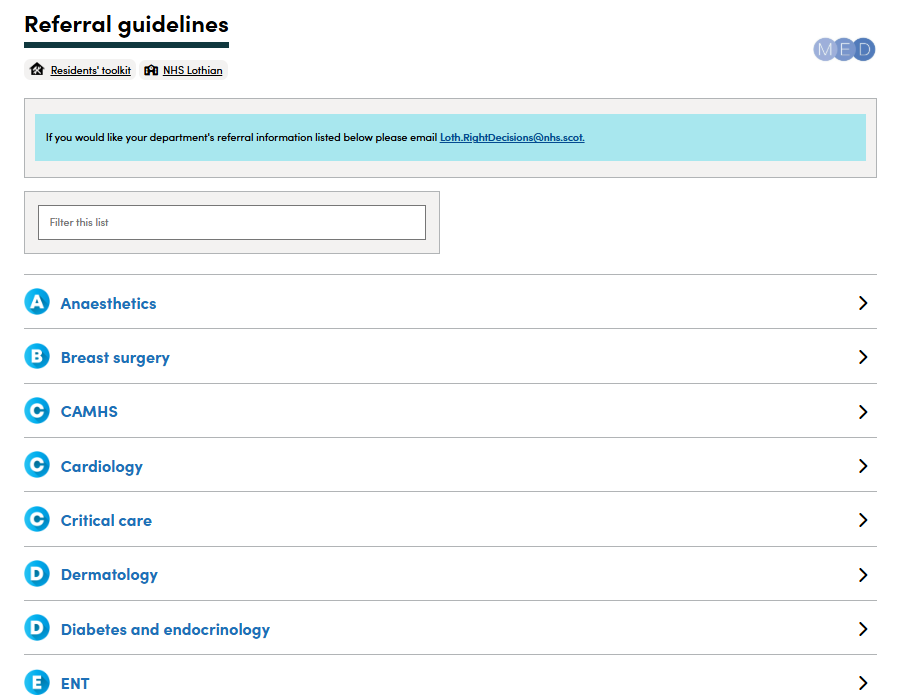 Referral guidelines
MED
Residents' toolkit NHS Lothian
If you would like your department's referral information listed below please email Loth.RightDecisions@nhs.scot.
Filter this list
A Anaesthetics
B Breast surgery
C CAMHS
C Cardiology
C Critical care
D Dermatology
D Diabetes and endocrinology
E ENT